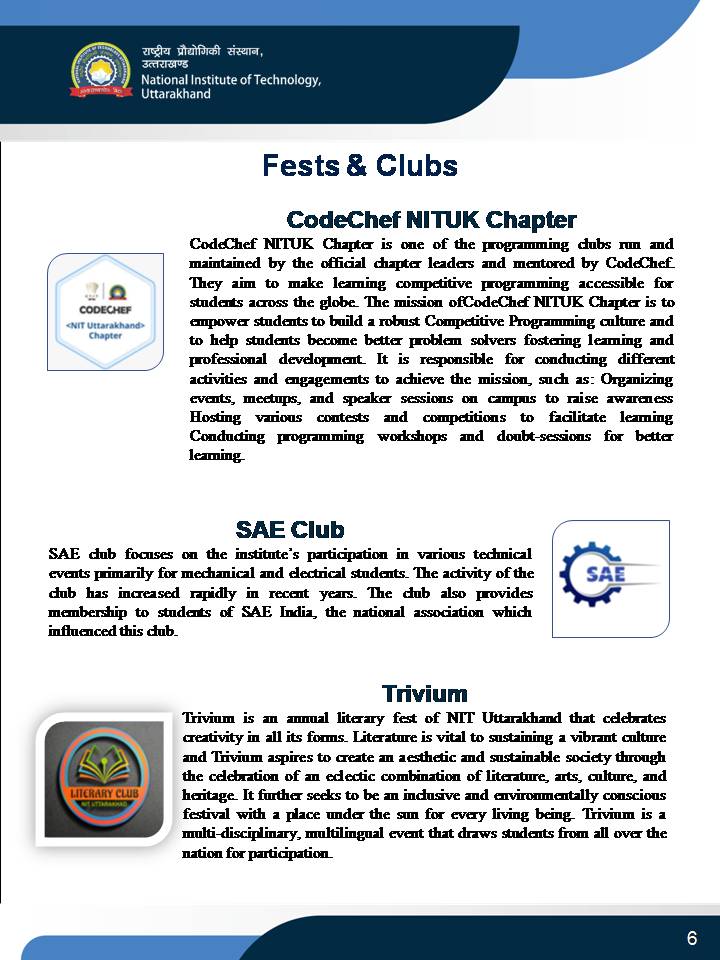 राष्ट्रीय प्रौद्योगिकी संस्थान,
उत्तराखण्ड
National Institute of Technology,
Uttarakhand
Fests & Clubs
CodeChef NITUK Chapter
CodeChef NITUK Chapter is one of the programming clubs run and
maintained by the official chapter leaders and mentored by CodeChef.
They aim to make learning competitive programming accessible for
students across the globe. The mission ofCodeChef NITUK Chapter is to
empower students to build a robust Competitive Programming culture and
to help students become better problem solvers fostering learning and
professional development. It is responsible for conducting different
activities and engagements to achieve the mission, such as: Organizing
events, meetups, and speaker sessions on campus to raise awareness
Hosting various contests and competitions to facilitate learning
Conducting programming workshops and doubt-sessions for better
learning.
CODECHEF
<NIT Uttarakhand>
Chapter
SAE Club
SAE club focuses on the institute’s participation in various technical
events primarily for mechanical and electrical students. The activity of the
club has increased rapidly in recent years. The club also provides
membership to students of SAE India, the national association which
influenced this club.
SAE
Trivium
Trivium is an annual literary fest of NIT Uttarakhand that celebrates
creativity in all its forms. Literature is vital to sustaining a vibrant culture
and Trivium aspires to create an aesthetic and sustainable society through
the celebration of an eclectic combination of literature, arts, culture, and
heritage. It further seeks to be an inclusive and environmentally conscious
festival with a place under the sun for every living being. Trivium is a
multi-disciplinary, multilingual event that draws students from all over the
nation for participation.
LITERARY CLUB
NIT UTTARAKHAND
6